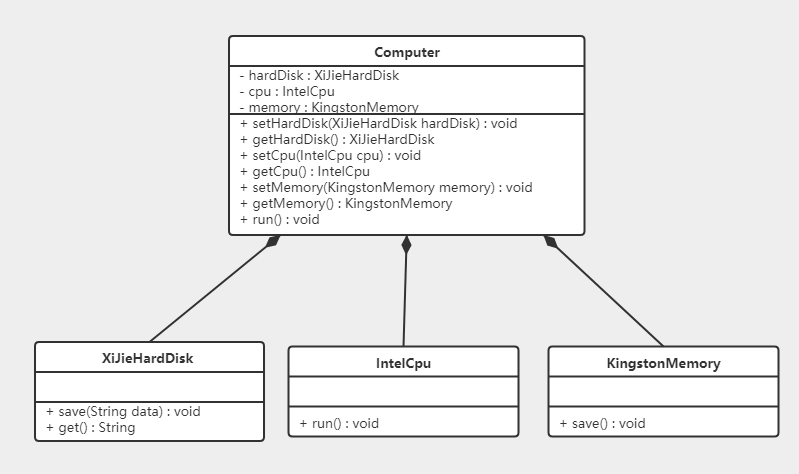 Computer
- hardDisk : XiJieHardDisk
- cpu : IntelCpu
- memory : KingstonMemory
+ setHardDisk(XiJieHardDisk hardDisk) : void
+ getHardDisk() : XiJieHardDisk
+ setCpu(IntelCpu cpu) : void
+ getCpu() : IntelCpu
+ setMemory(KingstonMemory memory) : void
+ getMemory() : KingstonMemory
+ run() : void
XiJieHardDisk
+ save(String data) : void
+ get() : String
IntelCpu
+ run() : void
KingstonMemory
+ save() : void